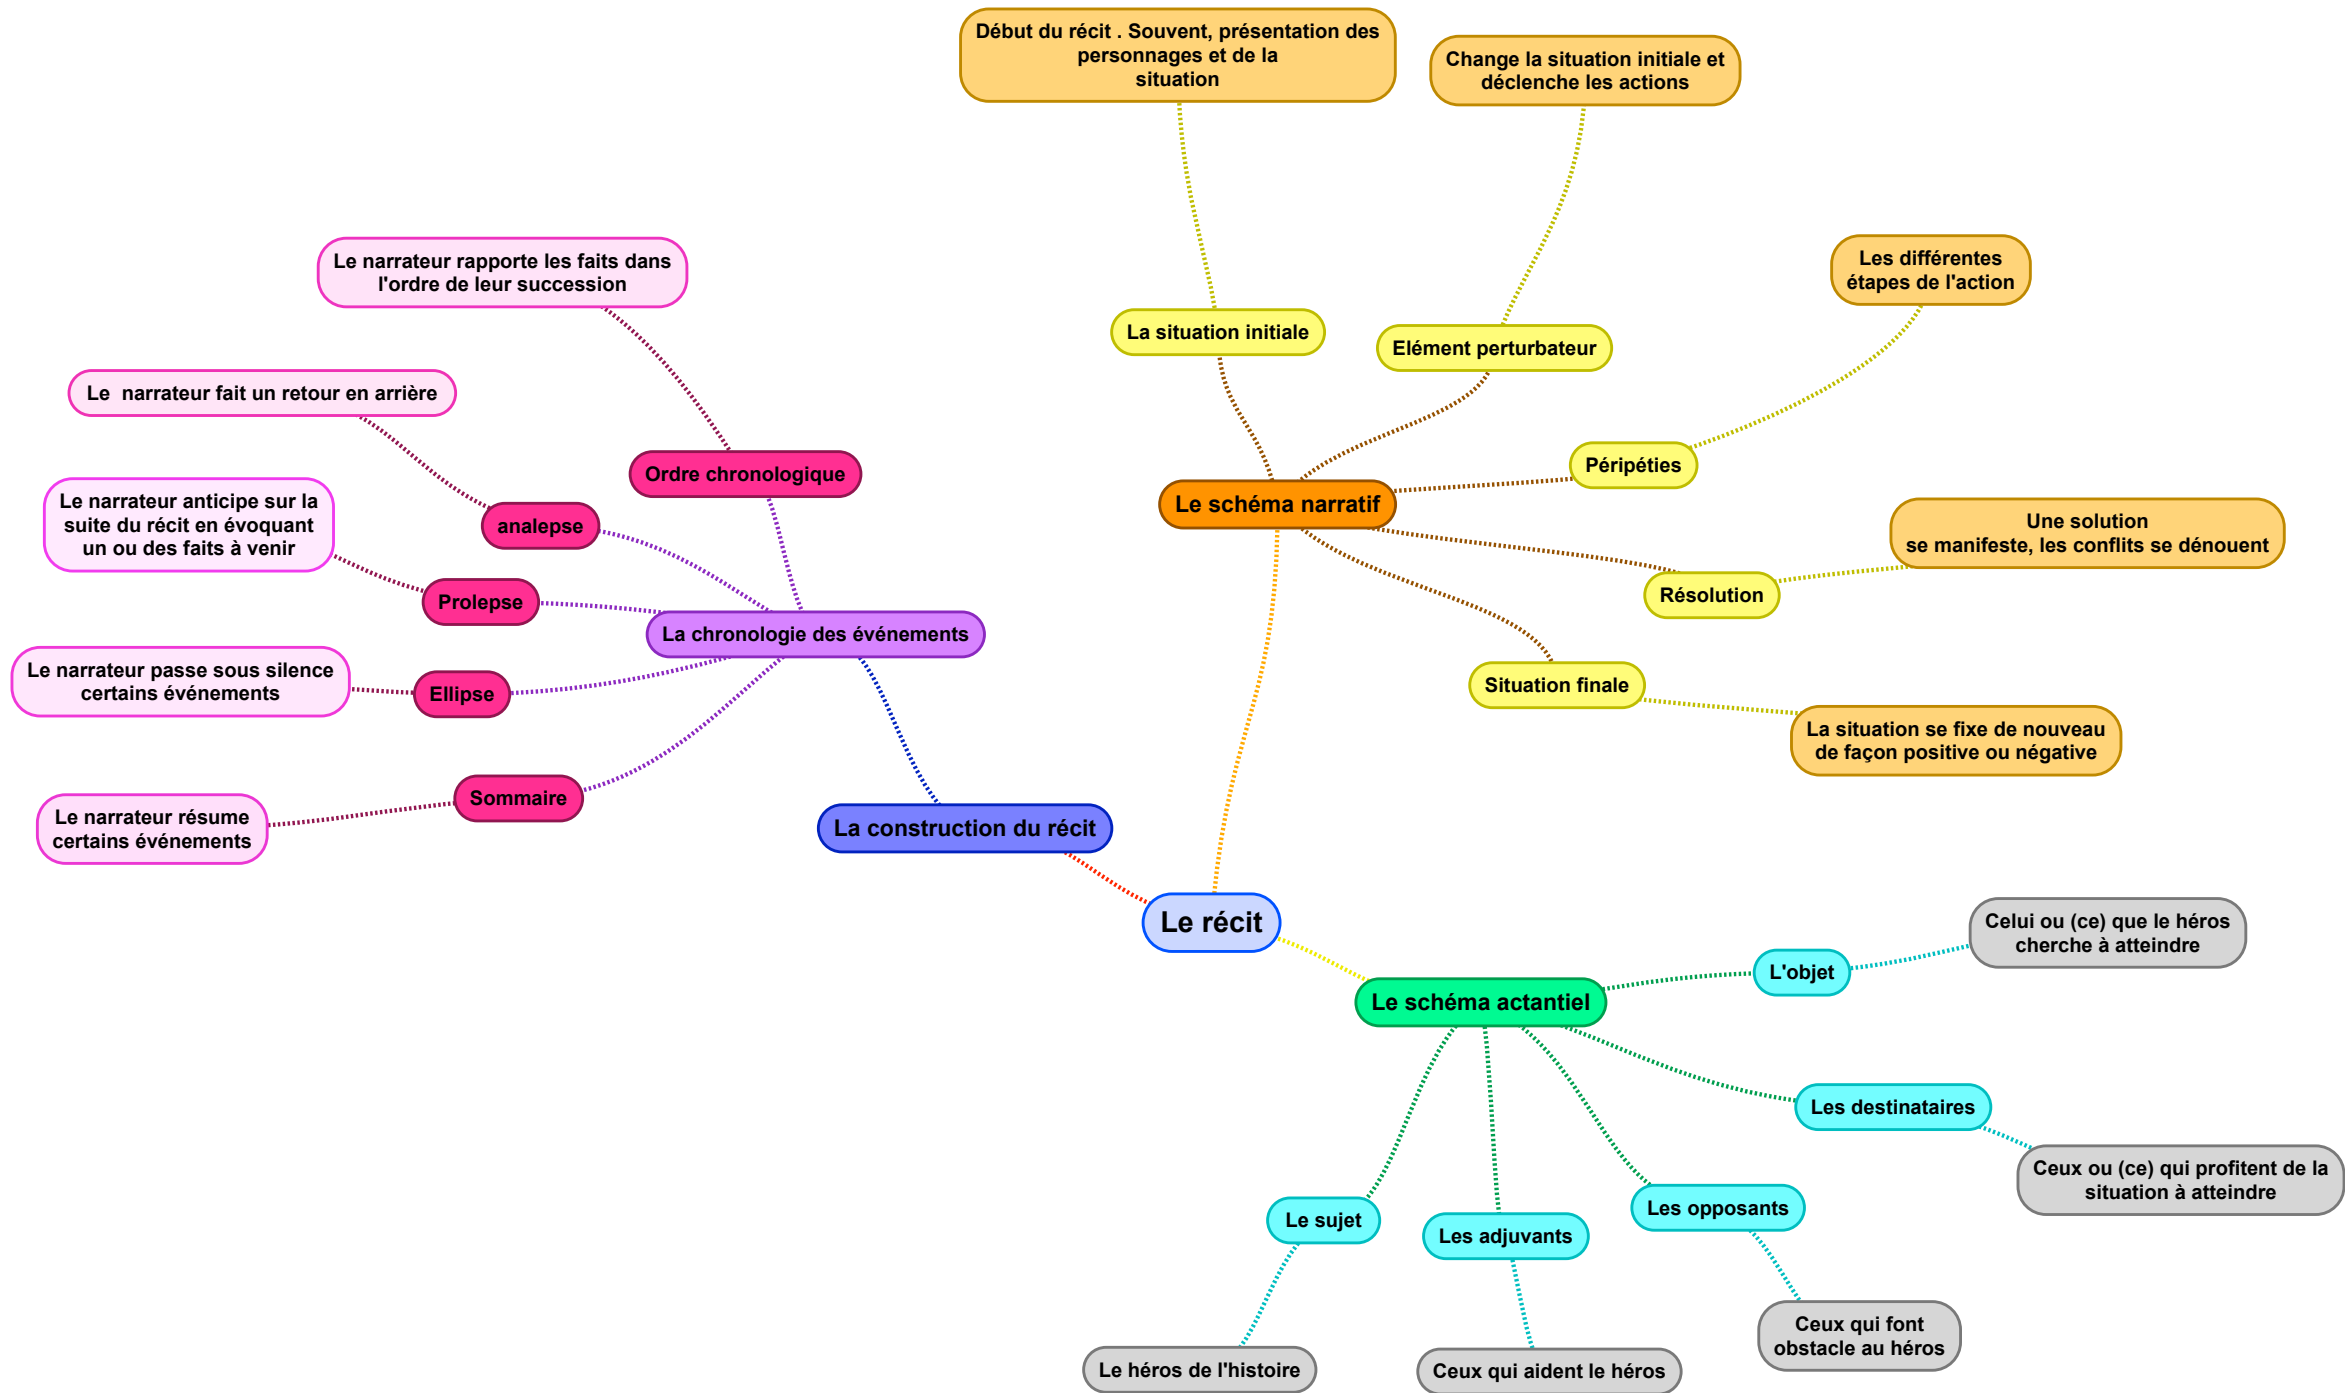 Début du récit . Souvent, présentation des
personnages et de la
situation
Change la situation initiale et
déclenche les actions
Le narrateur rapporte les faits dans
l'ordre de leur succession
Les différentes
étapes de l'action
La situation initiale
Elément perturbateur
Le  narrateur fait un retour en arrière
Ordre chronologique
Péripéties
Le schéma narratif
Le narrateur anticipe sur la
suite du récit en évoquant
un ou des faits à venir
analepse
Une solution
se manifeste, les conflits se dénouent
Prolepse
Résolution
La chronologie des événements
Le narrateur passe sous silence
certains événements
Ellipse
Situation finale
La situation se fixe de nouveau
de façon positive ou négative
Sommaire
Le narrateur résume
certains événements
La construction du récit
Le récit
Celui ou (ce) que le héros
cherche à atteindre
L'objet
Le schéma actantiel
Les destinataires
Ceux ou (ce) qui profitent de la
situation à atteindre
Le sujet
Les adjuvants
Les opposants
Ceux qui font
obstacle au héros
Le héros de l'histoire
Ceux qui aident le héros